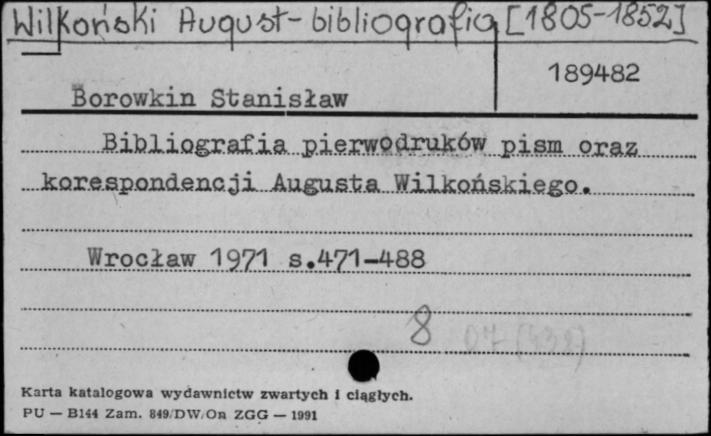 Wilkoński August-bibliografia [1805-1852]
189482
Borowkin Stanisław
Bibliografia pierwodruków pism oraz
korespondencji Augusta Wilkońskiego.
Wrocław 1971 s.471-488
8
Karta katalogowa wydawnictw zwartych i ciągłych.
PU — B144 Zam. 849/DW/On ZGG — 1991